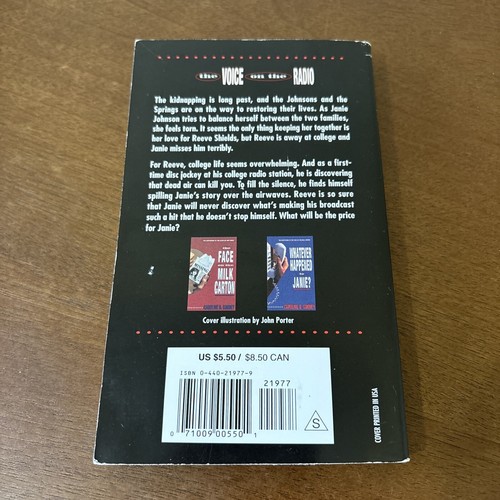 the VOICE on the RADIO
The kidnapping is long past, and the Johnsons and the
Springs are on the way to restoring their lives. As Janie
Johnson tries to balance herself between the two families,
she feels torn. It seems the only thing keeping her together is
her love for Reeve Shields, but Reeve is away at college and
Janie misses him terribly.
For Reeve, college life seems overwhelming. And as a first-
time disc jockey at his college radio station, he is discovering
that dead air can kill you. To fill the silence, he finds himself
spilling Janie's story over the airwaves. Reeve is so sure
that Janie will never discover what's making his broadcast
such a hit that he doesn't stop himself. What will be the price
for Janie?
the
FACE
on the
MILK
CARTON
CAROLINE B. COONEY
WHATEVER
HAPPENED
to
JANIE?
CAROLINE B. COONEY
Cover illustration by John Porter
US $5.50 / $8.50 CAN
ISBN 0-440-21977-9
21977
0 71009 00550 1
S
COVER PRINTED IN USA